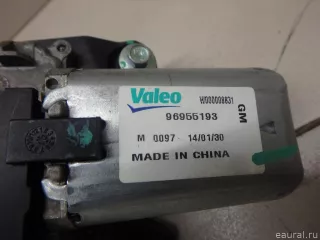 Valeo
H000008831
GM
96955193
M 0097 14/01/30
MADE IN CHINA
eaural.ru